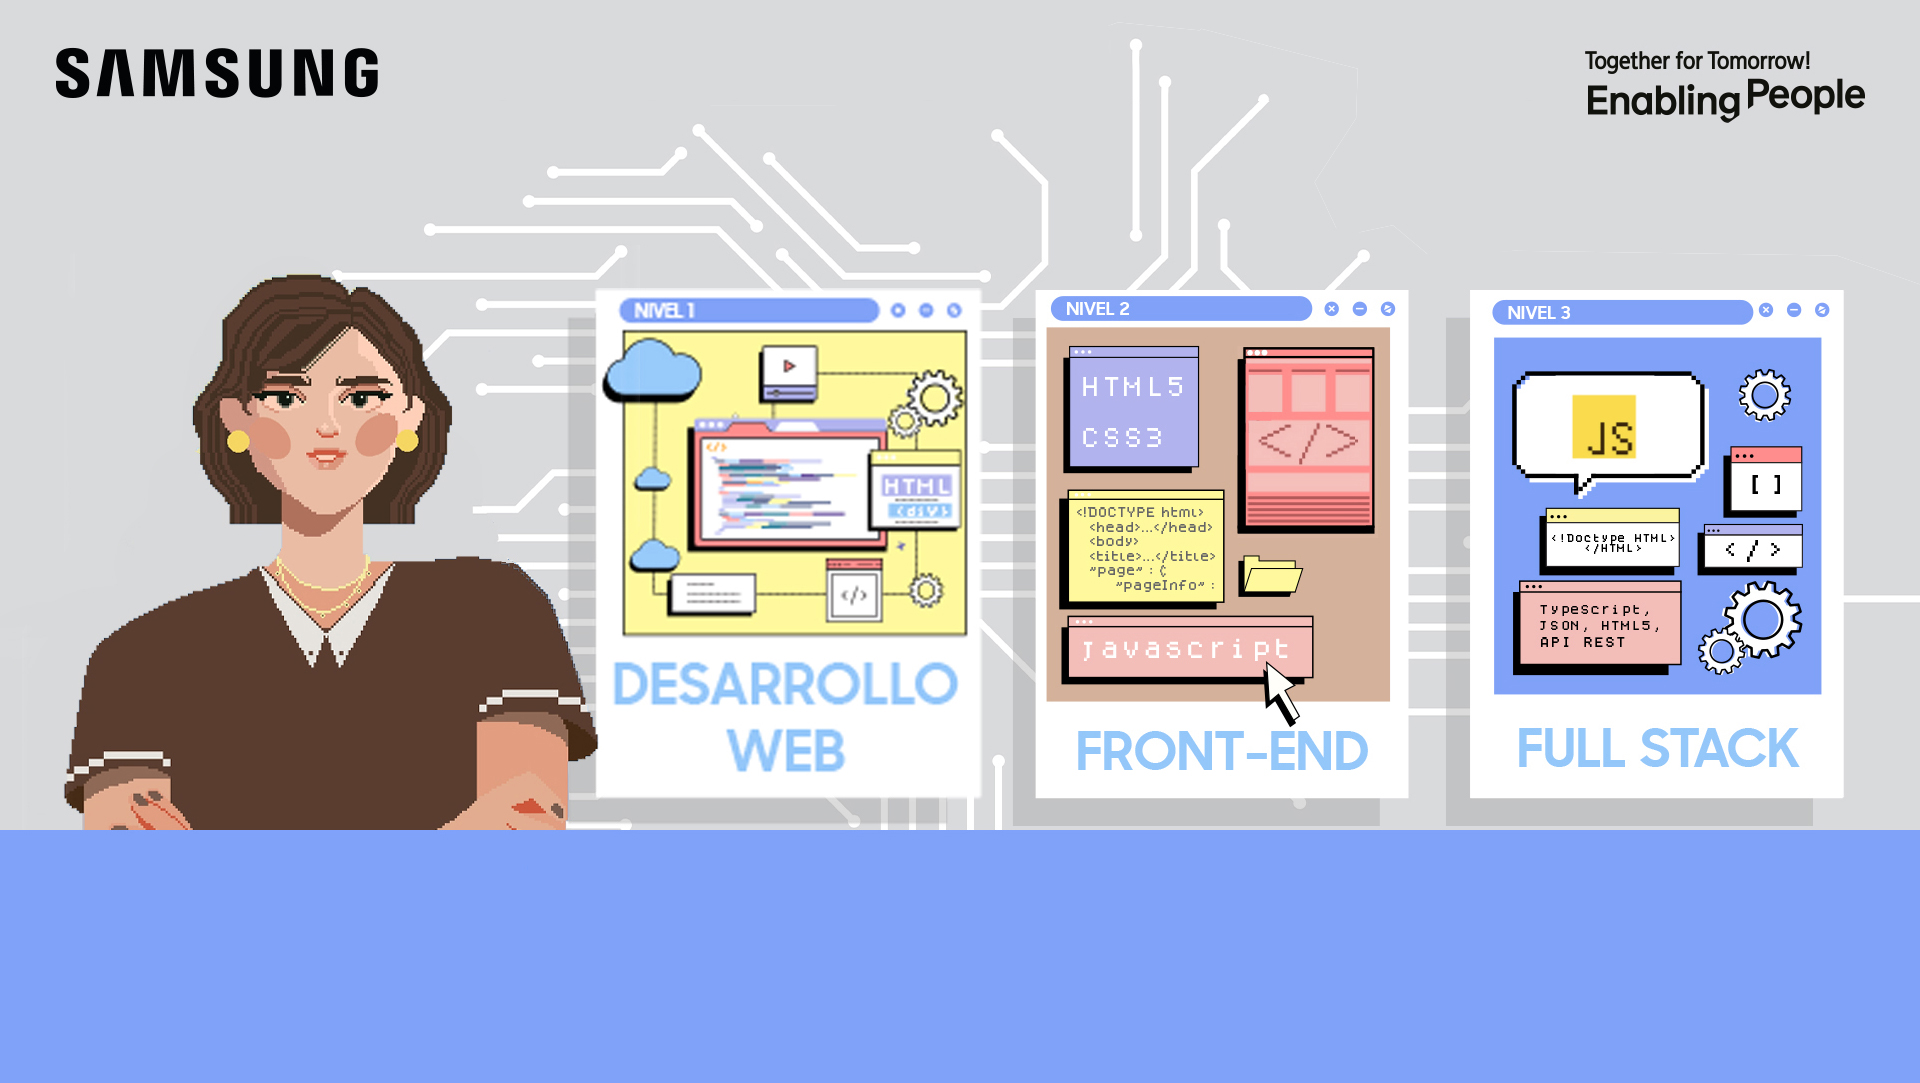 SAMSUNG
Together for Tomorrow!
Enabling People
NIVEL 1
</>
HTML
<div>
</>
DESARROLLO
WEB
NIVEL 2
HTML5
CSS3
</>
<!DOCTYPE html>
<head>...</head>
<body>
<title>...</title>
"page" : {
"pageInfo" :
javascript
FRONT-END
NIVEL 3
JS
[ ]
<!Doctype HTML>
</HTML>
</>
TypeScript,
JSON, HTML5,
API REST
FULL STACK